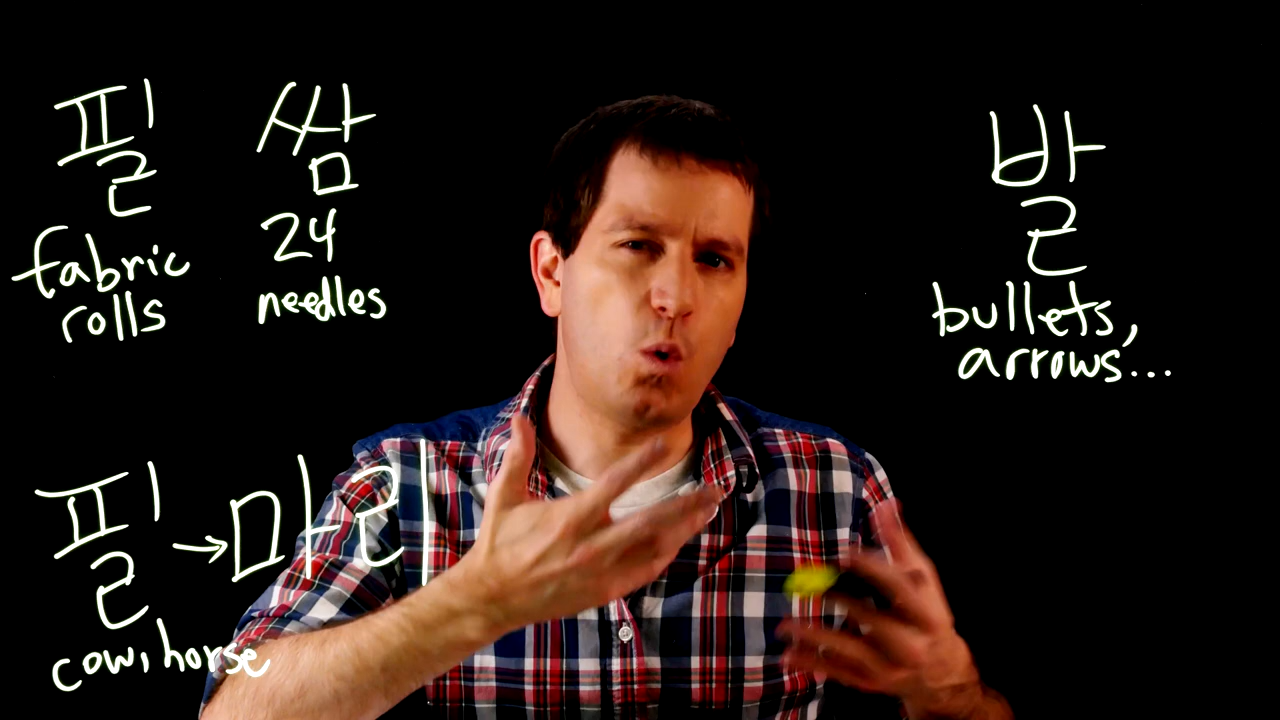 필
fabric
rolls
쌈
24
needles
발
bullets,
arrows...
필 → 마리
cow, horse